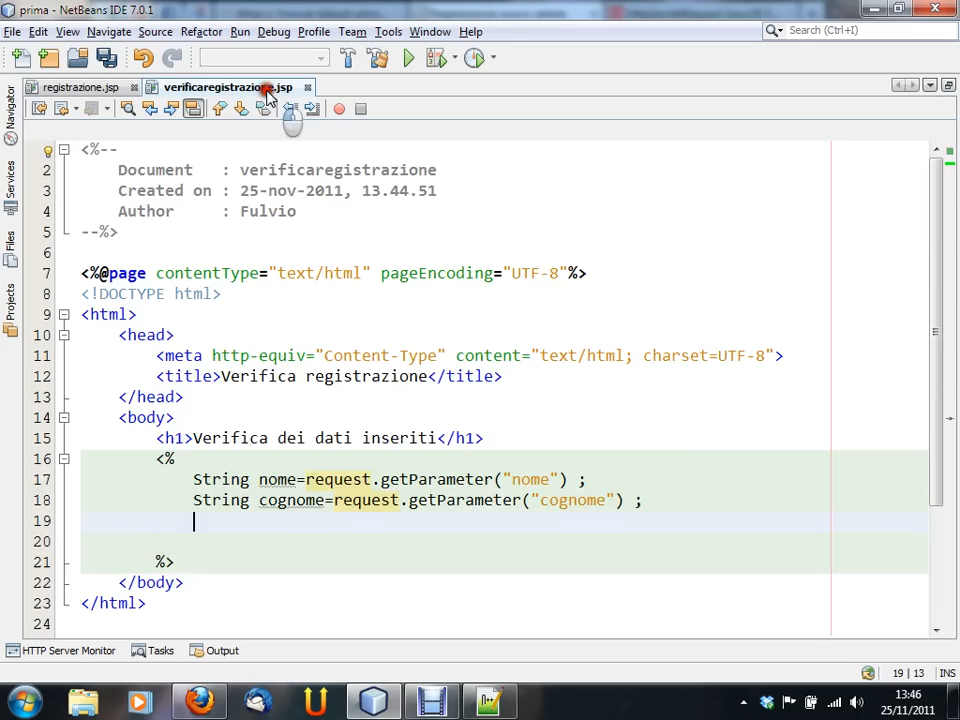 prima - NetBeans IDE 7.0.1
File Edit View Navigate Source Refactor Run Debug Profile Team Tools Window Help
Search (Ctrl+I)
registrazione.jsp verificaregistrazione.jsp
Navigator
Services
Files
Projects
<%--
2 Document : verificaregistrazione
3 Created on : 25-nov-2011, 13.44.51
4 Author : Fulvio
5 --%>
6
7 <%@page contentType="text/html" pageEncoding="UTF-8"%>
8 <!DOCTYPE html>
9 <html>
10 <head>
11 <meta http-equiv="Content-Type" content="text/html; charset=UTF-8">
12 <title>Verifica registrazione</title>
13 </head>
14 <body>
15 <h1>Verifica dei dati inseriti</h1>
16 <%
17 String nome=request.getParameter("nome") ;
18 String cognome=request.getParameter("cognome") ;
19
20
21 %>
22 </body>
23 </html>
24
HTTP Server Monitor Tasks Output
19 | 13 INS
13:46
25/11/2011